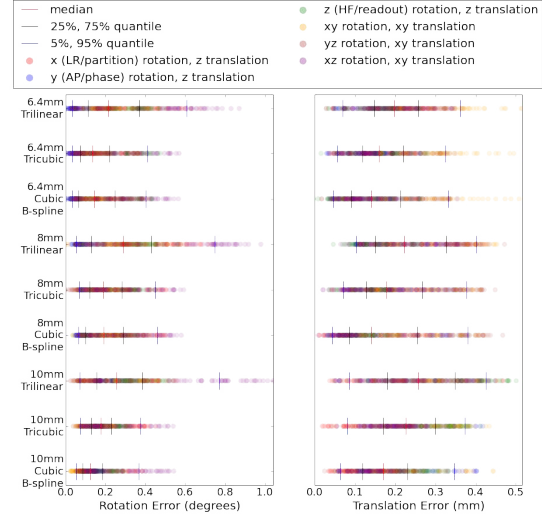 median
25%, 75% quantile
5%, 95% quantile
x (LR/partition) rotation, z translation
y (AP/phase) rotation, z translation
z (HF/readout) rotation, z translation
xy rotation, xy translation
yz rotation, xy translation
xz rotation, xy translation
6.4mm
Trilinear
6.4mm
Tricubic
6.4mm
Cubic
B-spline
8mm
Trilinear
8mm
Tricubic
8mm
Cubic
B-spline
10mm
Trilinear
10mm
Tricubic
10mm
Cubic
B-spline
0.0 0.2 0.4 0.6 0.8 1.0
Rotation Error (degrees)
0.0 0.1 0.2 0.3 0.4 0.5
Translation Error (mm)